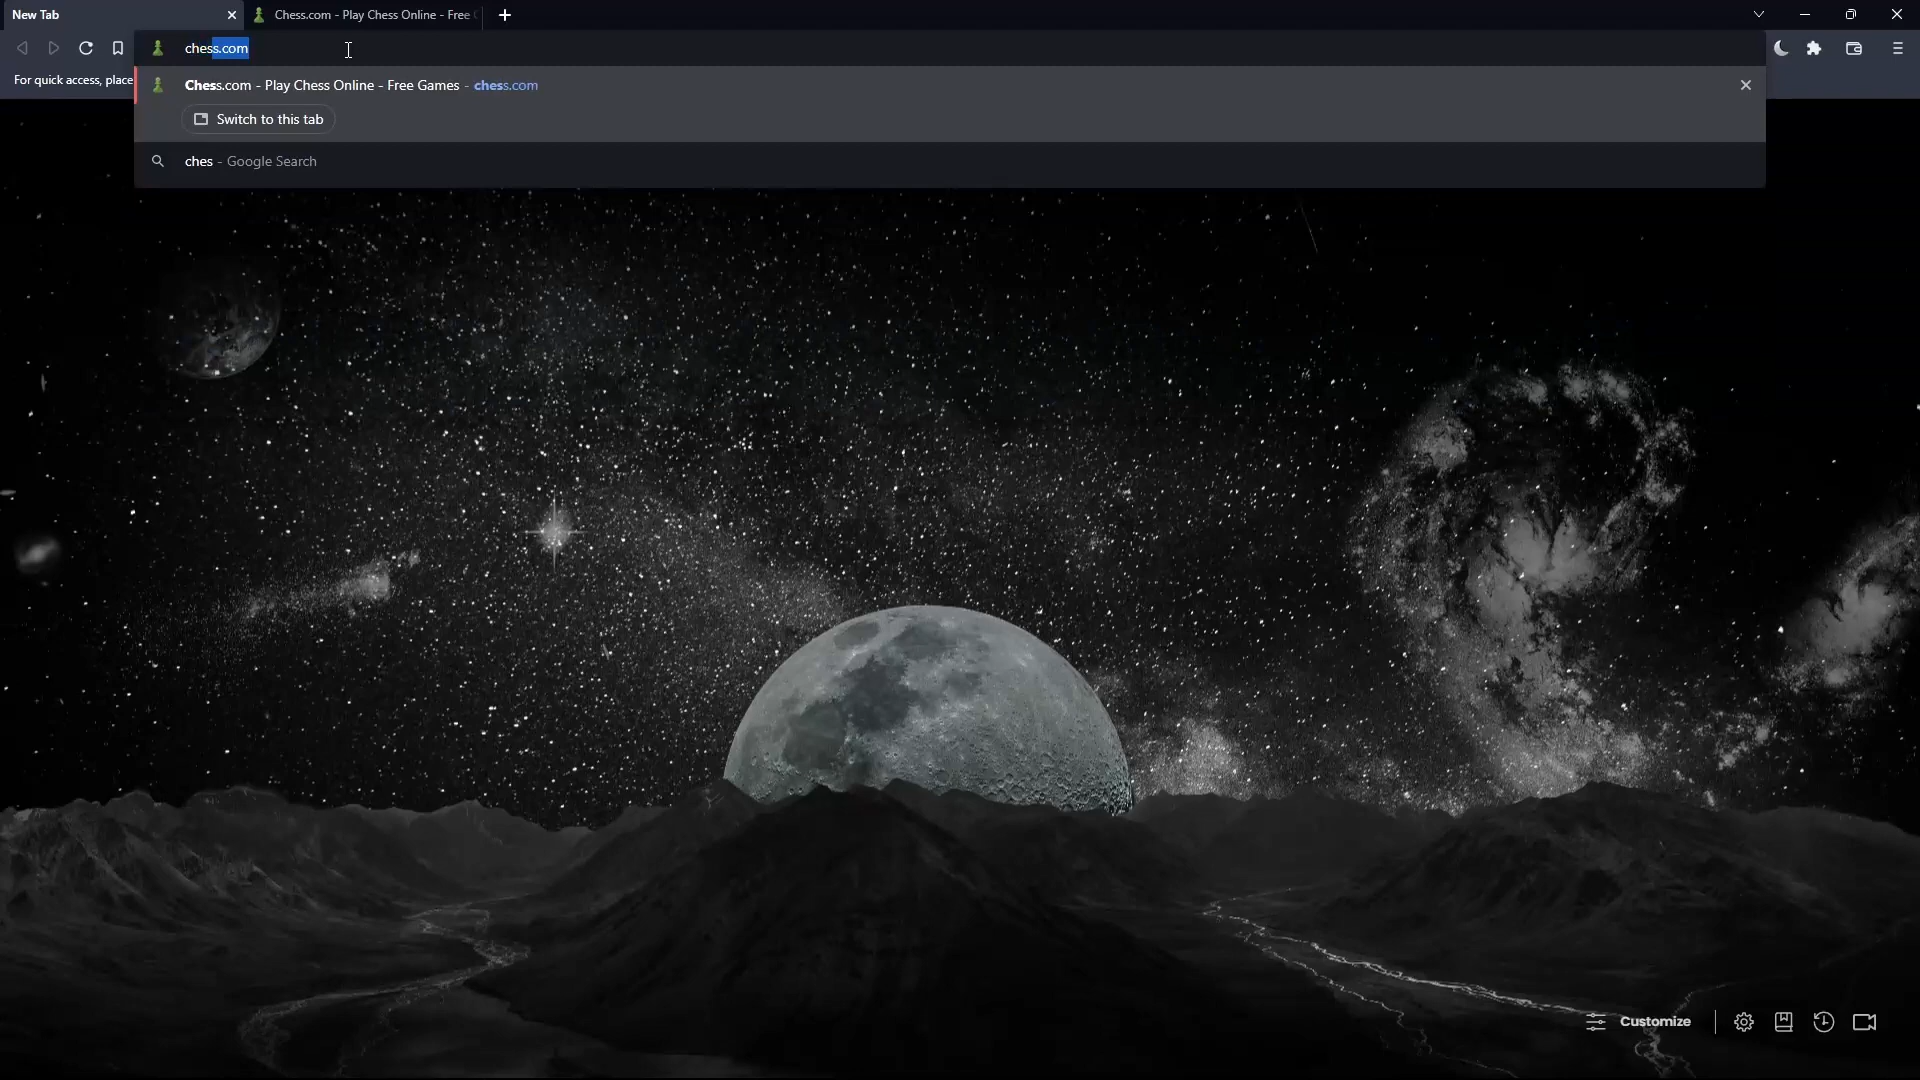 New Tab
Chess.com - Play Chess Online - Free
chess.com
For quick access, place
Chess.com - Play Chess Online - Free Games - chess.com
Switch to this tab
ches - Google Search
Customize